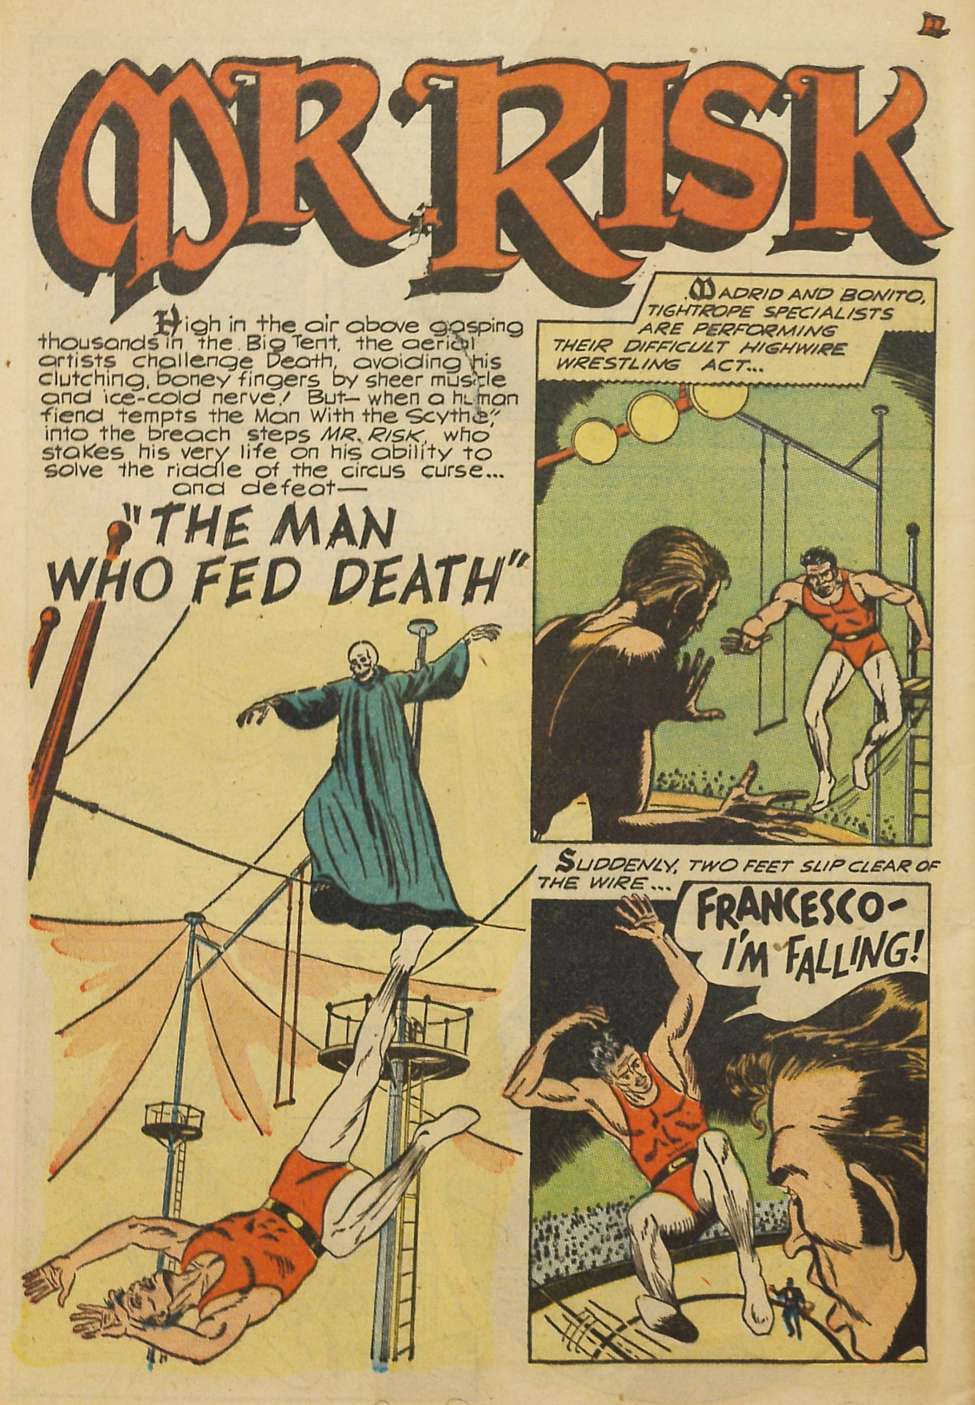 MR. RISK
High in the air above gasping
thousands in the Big Tent, the aerial
artists challenge Death, avoiding his
clutching, boney fingers by sheer muscle
and ice-cold nerve! But— when a human
fiend tempts the Man With the Scythe,
into the breach steps MR. RISK, who
stakes his very life on his ability to
solve the riddle of the circus curse...
and defeat—
"THE MAN
WHO FED DEATH"
MADRID AND BONITO,
TIGHTROPE SPECIALISTS
ARE PERFORMING
THEIR DIFFICULT HIGHWIRE
WRESTLING ACT...
SUDDENLY, TWO FEET SLIP CLEAR OF
THE WIRE...
FRANCESCO-
I'M FALLING!